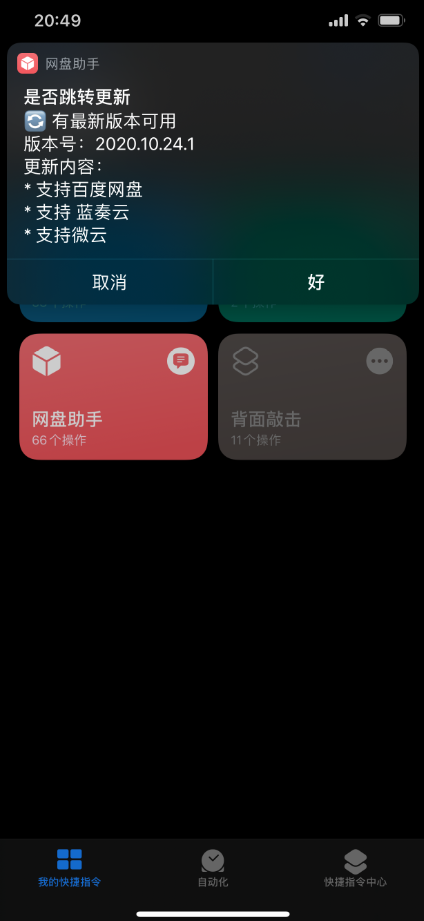 20:49
网盘助手
是否跳转更新
🔄 有最新版本可用
版本号：2020.10.24.1
更新内容：
* 支持百度网盘
* 支持 蓝奏云
* 支持微云
取消
好
网盘助手
66 个操作
背面敲击
11 个操作
我的快捷指令
自动化
快捷指令中心